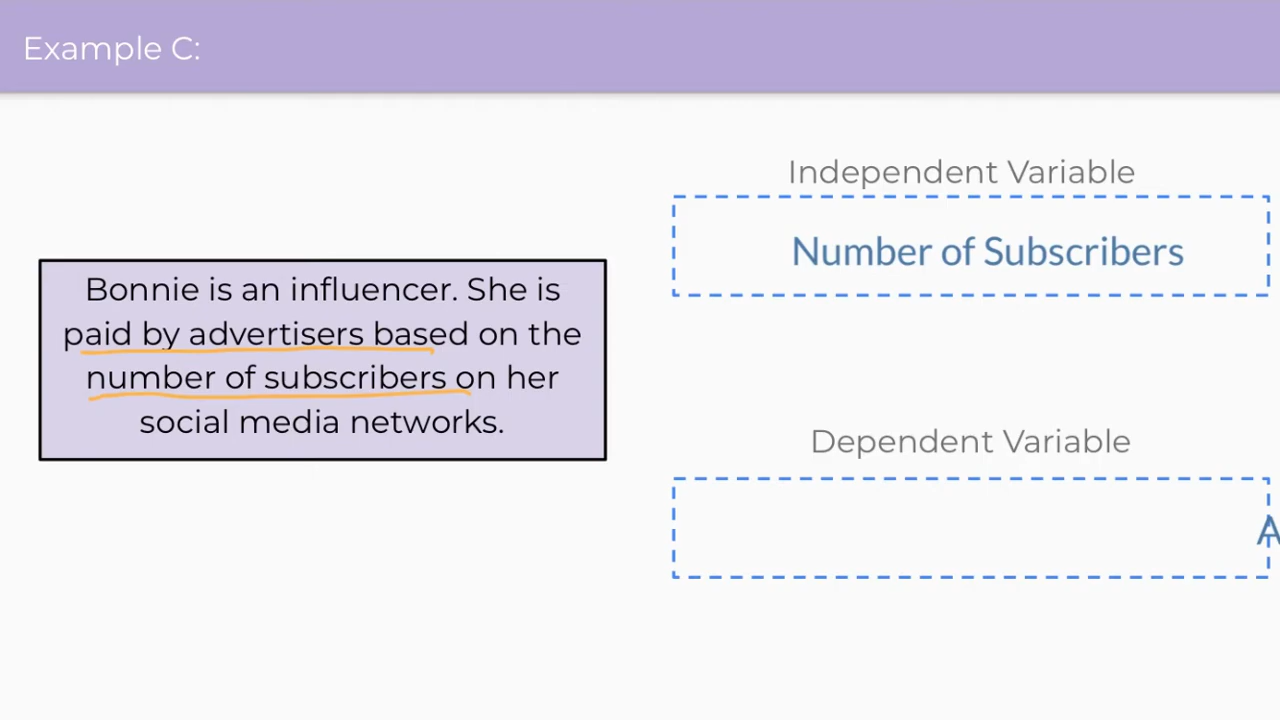 Example C:
Independent Variable
Number of Subscribers
Bonnie is an influencer. She is
paid by advertisers based on the
number of subscribers on her
social media networks.
Dependent Variable
A